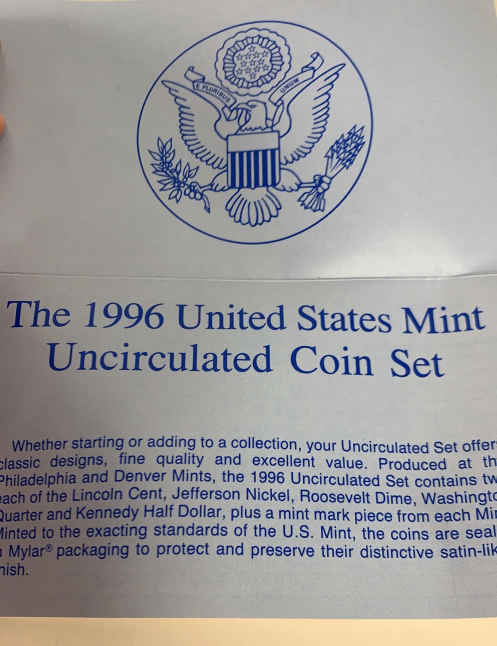 E PLURIBUS UNUM
The 1996 United States Mint
Uncirculated Coin Set
Whether starting or adding to a collection, your Uncirculated Set offer
classic designs, fine quality and excellent value. Produced at th
Philadelphia and Denver Mints, the 1996 Uncirculated Set contains tw
each of the Lincoln Cent, Jefferson Nickel, Roosevelt Dime, Washingto
Quarter and Kennedy Half Dollar, plus a mint mark piece from each Mi
Minted to the exacting standards of the U.S. Mint, the coins are seal
n Mylar® packaging to protect and preserve their distinctive satin-lik
nish.